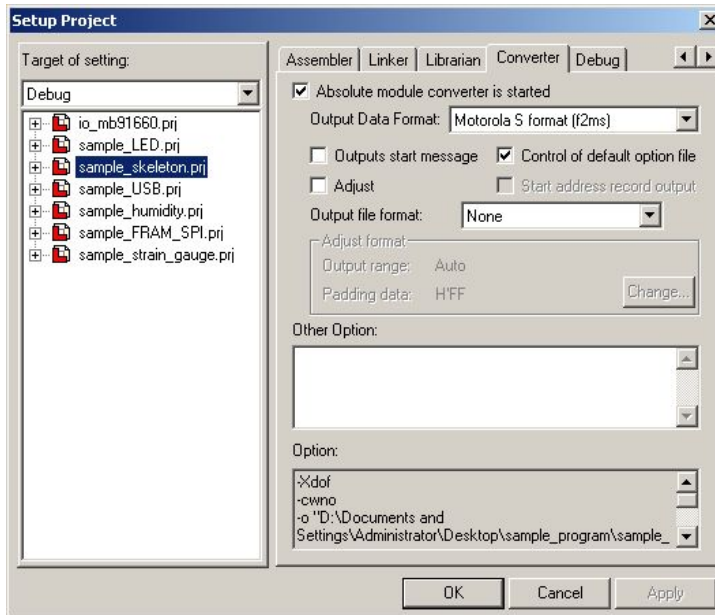 Setup Project
Target of setting:
Debug
io_mb91660.prj
sample_LED.prj
sample_skeleton.prj
sample_USB.prj
sample_humidity.prj
sample_FRAM_SPI.prj
sample_strain_gauge.prj
Assembler Linker Librarian Converter Debug
Absolute module converter is started
Output Data Format: Motorola S format (f2ms)
Outputs start message Control of default option file
Adjust Start address record output
Output file format: None
Adjust format
Output range: Auto
Padding data: H'FF Change...
Other Option:
Option:
-Xdof
-cwno
-o "D:\Documents and
Settings\Administrator\Desktop\sample_program\sample_
OK Cancel Apply